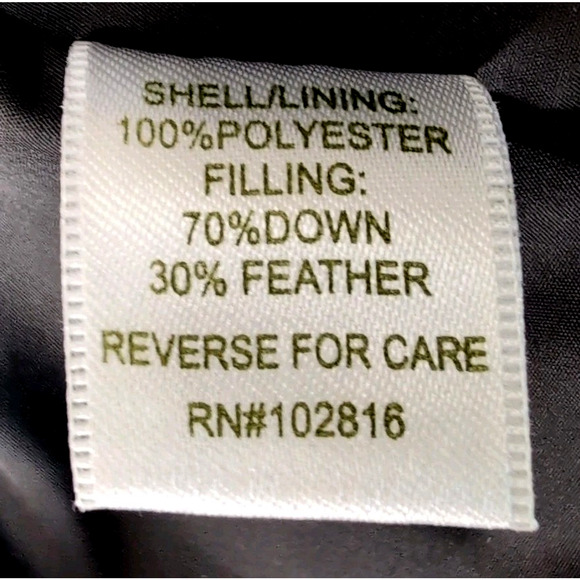 SHELL/LINING:
100%POLYESTER
FILLING:
70%DOWN
30% FEATHER
REVERSE FOR CARE
RN#102816